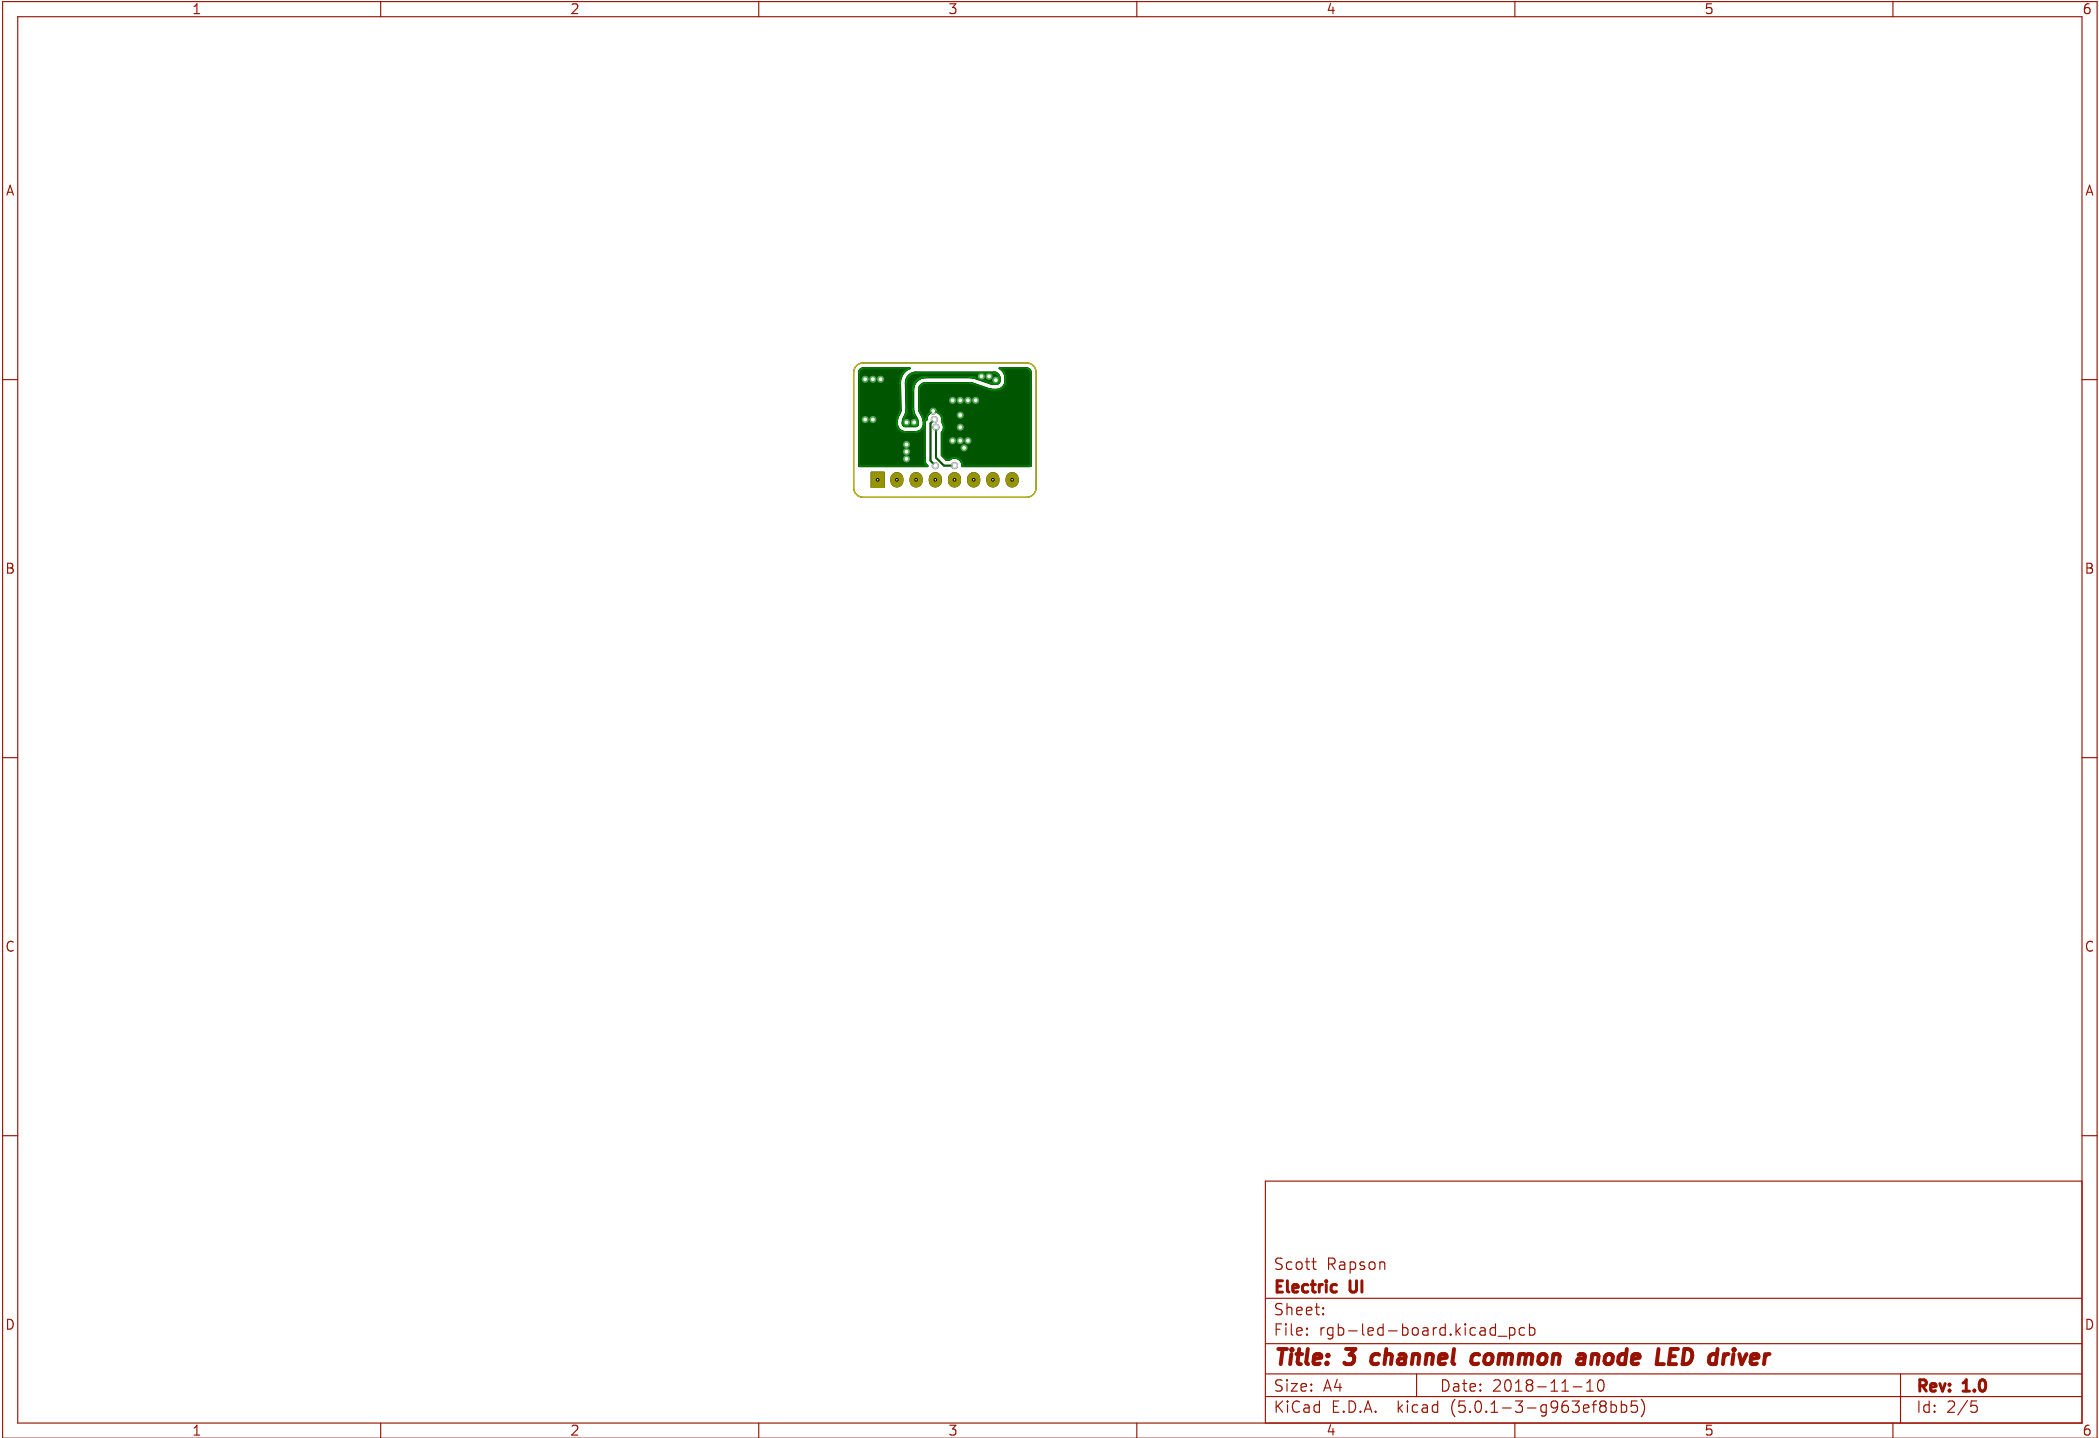 1 2 3 4 5 6
A A
B B
C C
Scott Rapson
Electric UI
Sheet:
File: rgb-led-board.kicad_pcb
D D
Title: 3 channel common anode LED driver
Size: A4 Date: 2018-11-10 Rev: 1.0
KiCad E.D.A. kicad (5.0.1-3-g963ef8bb5) Id: 2/5
1 2 3 4 5 6